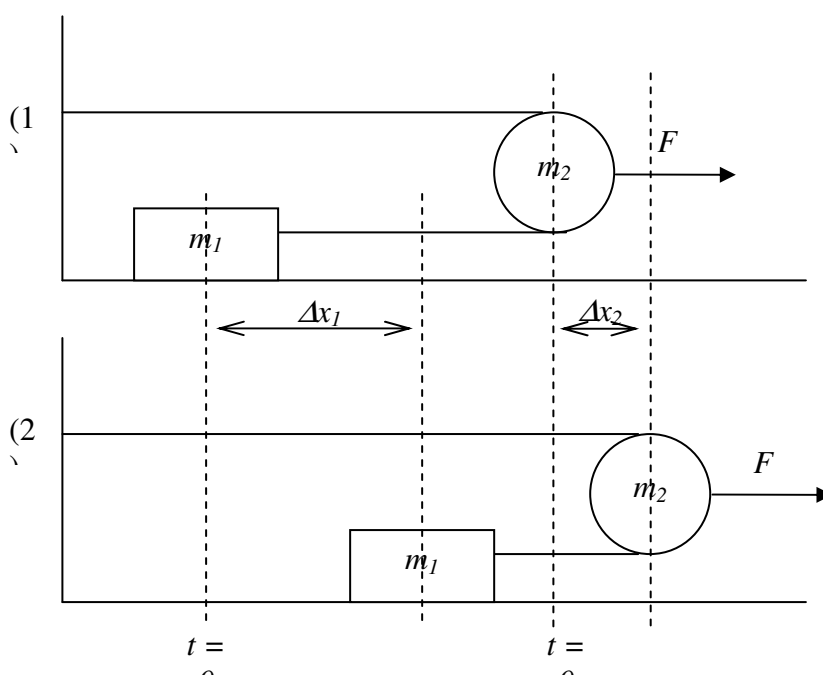 (1
m₂
F
m₁
Δx₁
Δx₂
(2
F
m₂
m₁
t =
t =